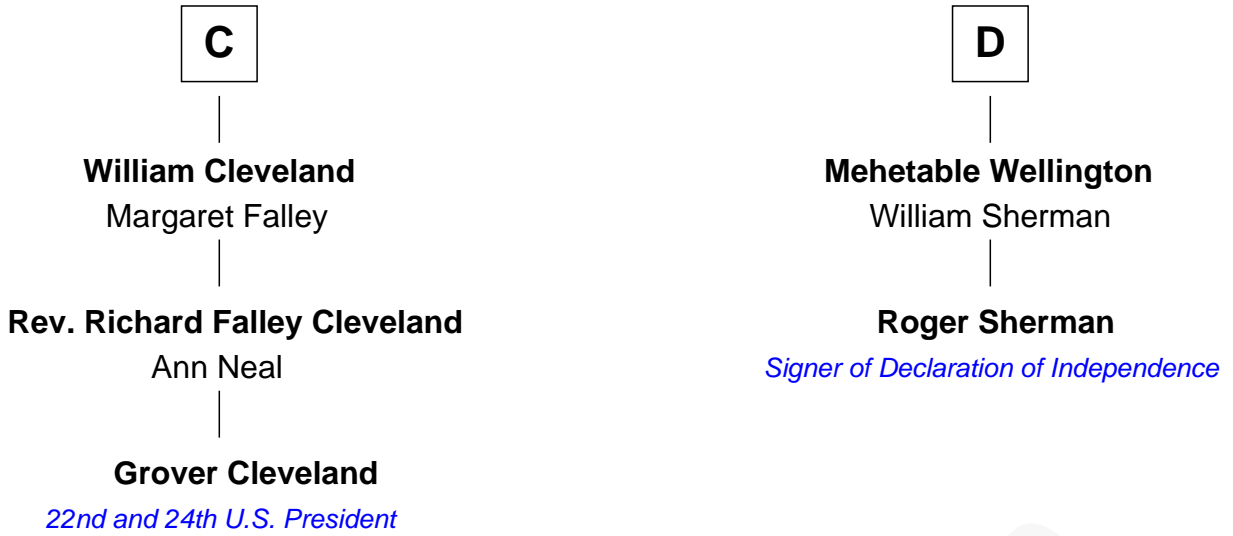 C
William Cleveland
Margaret Falley
Rev. Richard Falley Cleveland
Ann Neal
Grover Cleveland
22nd and 24th U.S. President
D
Mehetable Wellington
William Sherman
Roger Sherman
Signer of Declaration of Independence